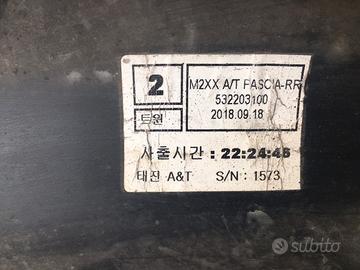 2
M2XX A/T FASCIA-RR
532203100
2018.09.18
트윈
사출시간 : 22:24:46
태진 A&T S/N : 1573
subito